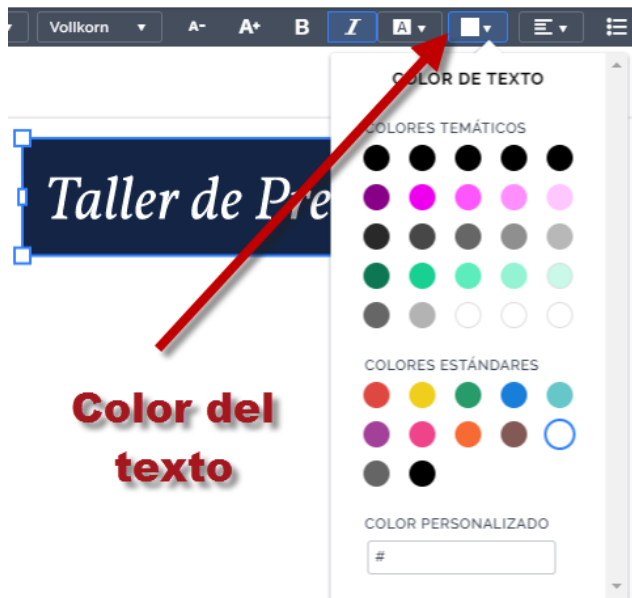 Vollkorn A- A+ B I A
COLOR DE TEXTO
COLORES TEMÁTICOS
Taller de Pre
COLORES ESTÁNDARES
Color del
texto
COLOR PERSONALIZADO
#